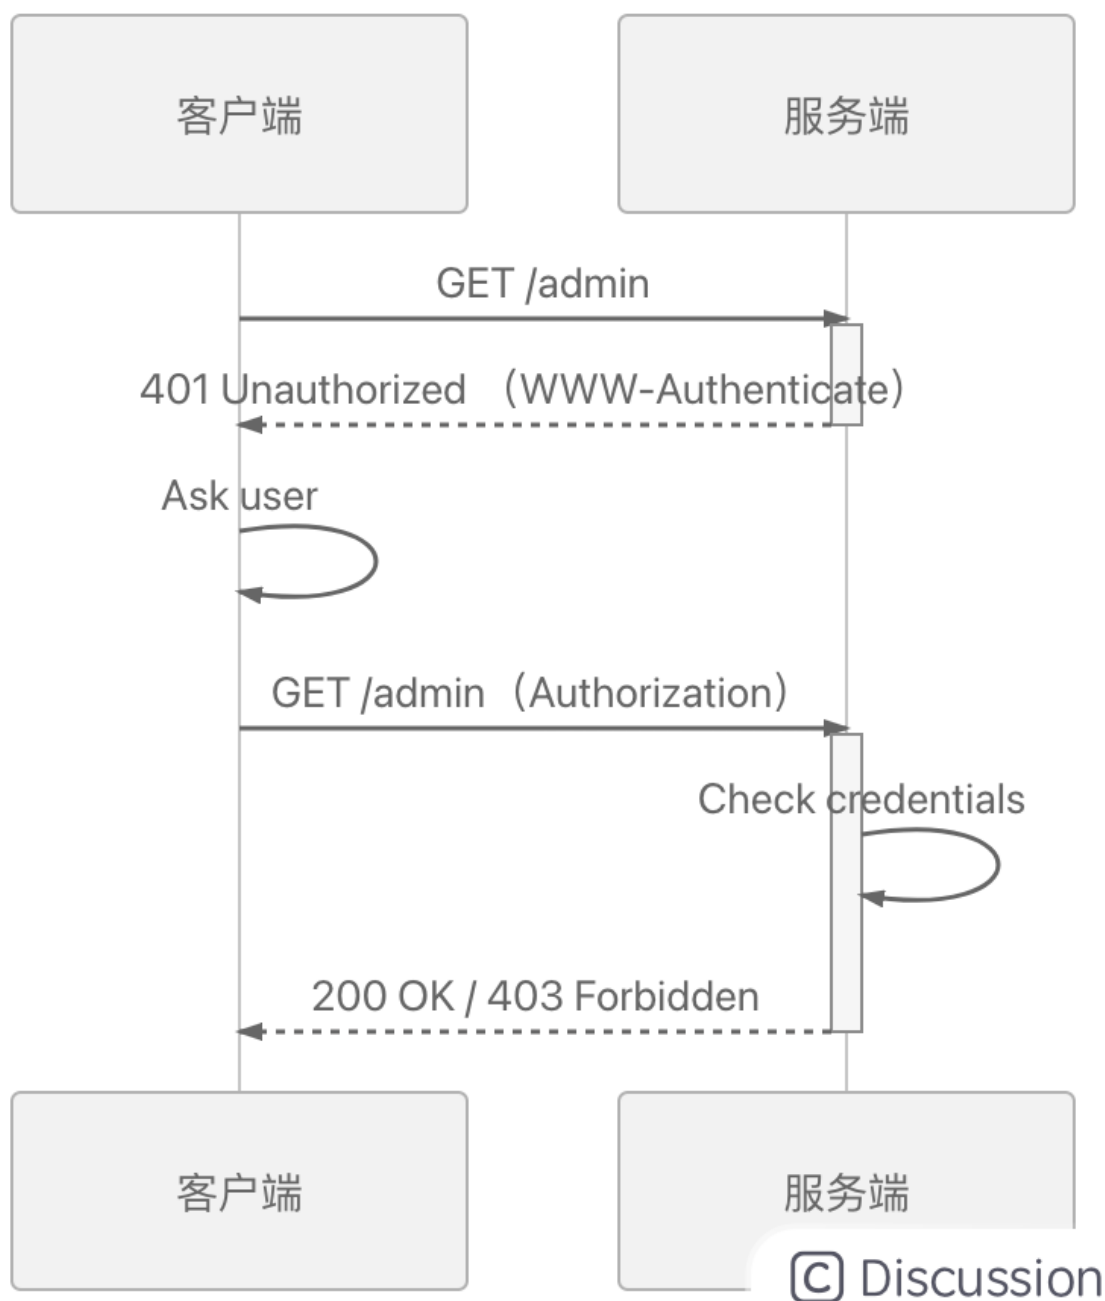 客户端
服务端
GET /admin
401 Unauthorized （WWW-Authenticate）
Ask user
GET /admin（Authorization）
Check credentials
200 OK / 403 Forbidden
客户端
服务端
C Discussion